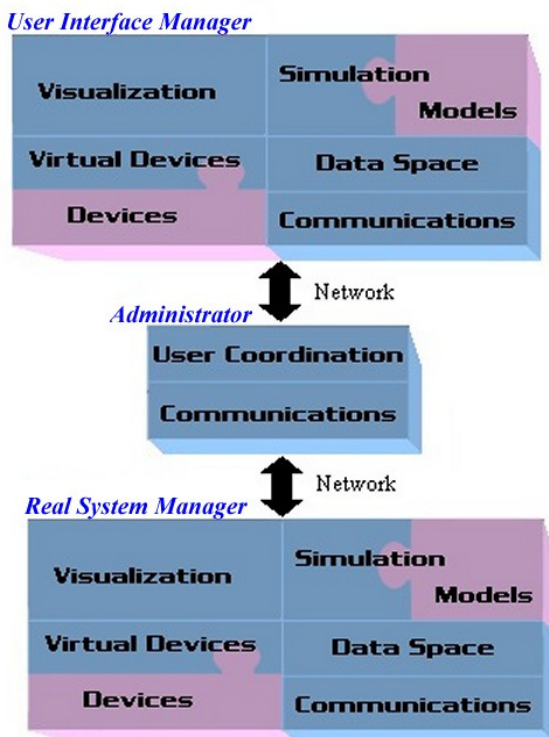 User Interface Manager
Visualization
Simulation
Models
Virtual Devices
Data Space
Devices
Communications
Network
Administrator
User Coordination
Communications
Network
Real System Manager
Visualization
Simulation
Models
Virtual Devices
Data Space
Devices
Communications